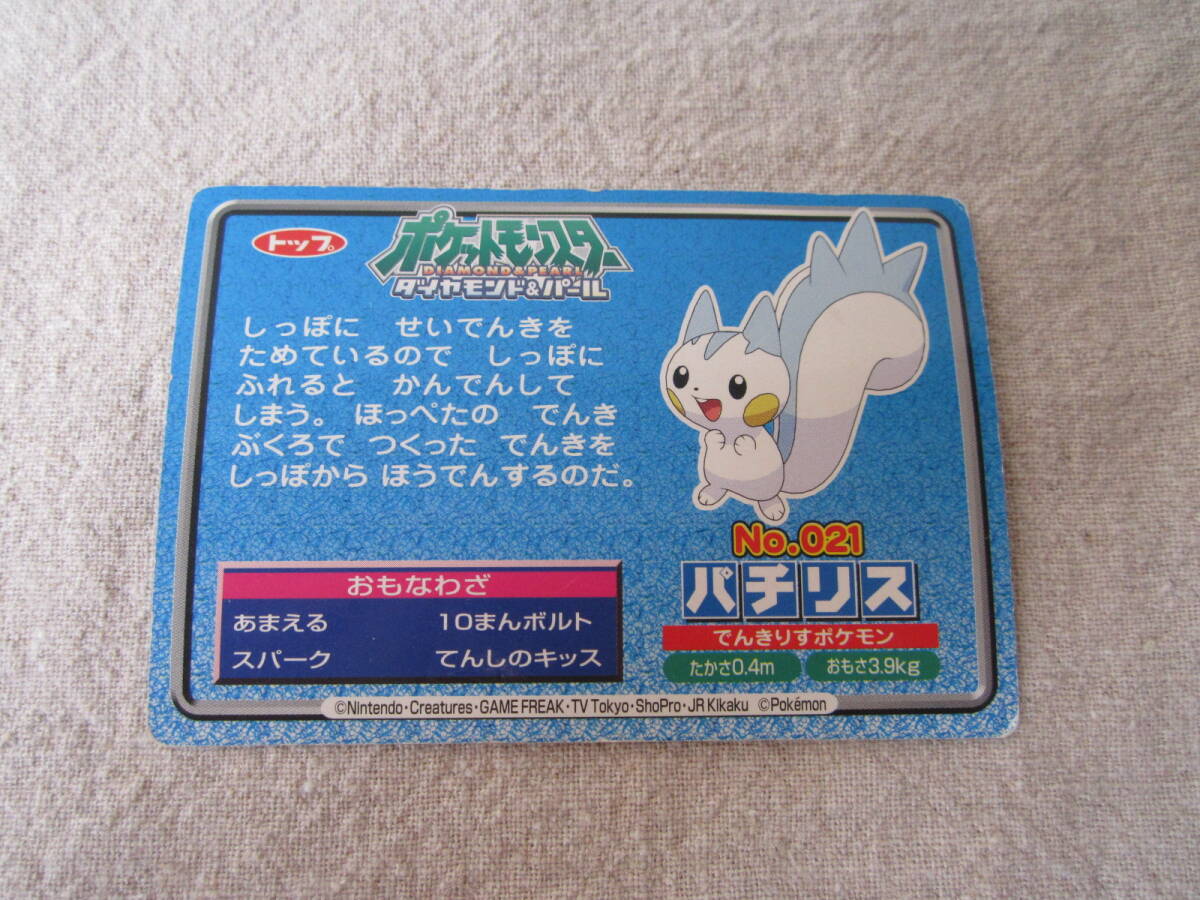 トップ
ポケットモンスター
DIAMOND&PEARL
ダイヤモンド&パール
しっぽに　せいでんきを
ためているので　しっぽに
ふれると　かんでんして
しまう。ほっぺたの　でんき
ぶくろで　つくった　でんきを
しっぽから ほうでんするのだ。
No.021
パチリス
でんきりすポケモン
たかさ0.4m　おもさ3.9kg
おもなわざ
あまえる　10まんボルト
スパーク　てんしのキッス
©Nintendo・Creatures・GAME FREAK・TV Tokyo・ShoPro・JR Kikaku ©Pokémon